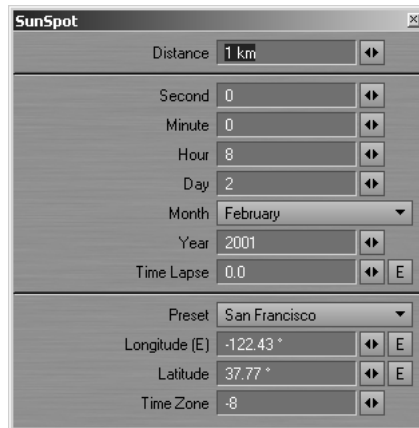 SunSpot
Distance 1 km
Second 0
Minute 0
Hour 8
Day 2
Month February
Year 2001
Time Lapse 0.0 E
Preset San Francisco
Longitude (E) -122.43 ° E
Latitude 37.77 ° E
Time Zone -8